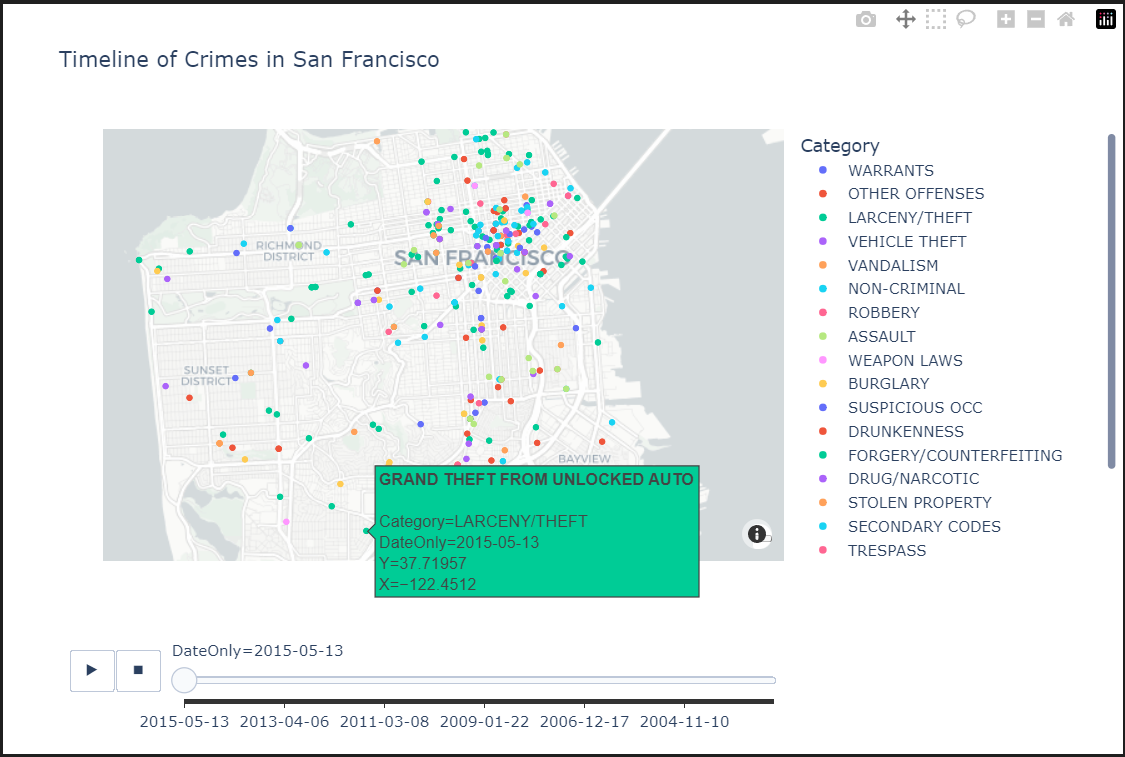 Timeline of Crimes in San Francisco
Category
WARRANTS
OTHER OFFENSES
LARCENY/THEFT
VEHICLE THEFT
VANDALISM
NON-CRIMINAL
ROBBERY
ASSAULT
WEAPON LAWS
BURGLARY
SUSPICIOUS OCC
DRUNKENNESS
FORGERY/COUNTERFEITING
DRUG/NARCOTIC
STOLEN PROPERTY
SECONDARY CODES
TRESPASS
RICHMOND
DISTRICT
SAN FRANCISCO
SUNSET
DISTRICT
BAYVIEW
GRAND THEFT FROM UNLOCKED AUTO
Category=LARCENY/THEFT
DateOnly=2015-05-13
Y=37.71957
X=−122.4512
DateOnly=2015-05-13
2015-05-13 2013-04-06 2011-03-08 2009-01-22 2006-12-17 2004-11-10